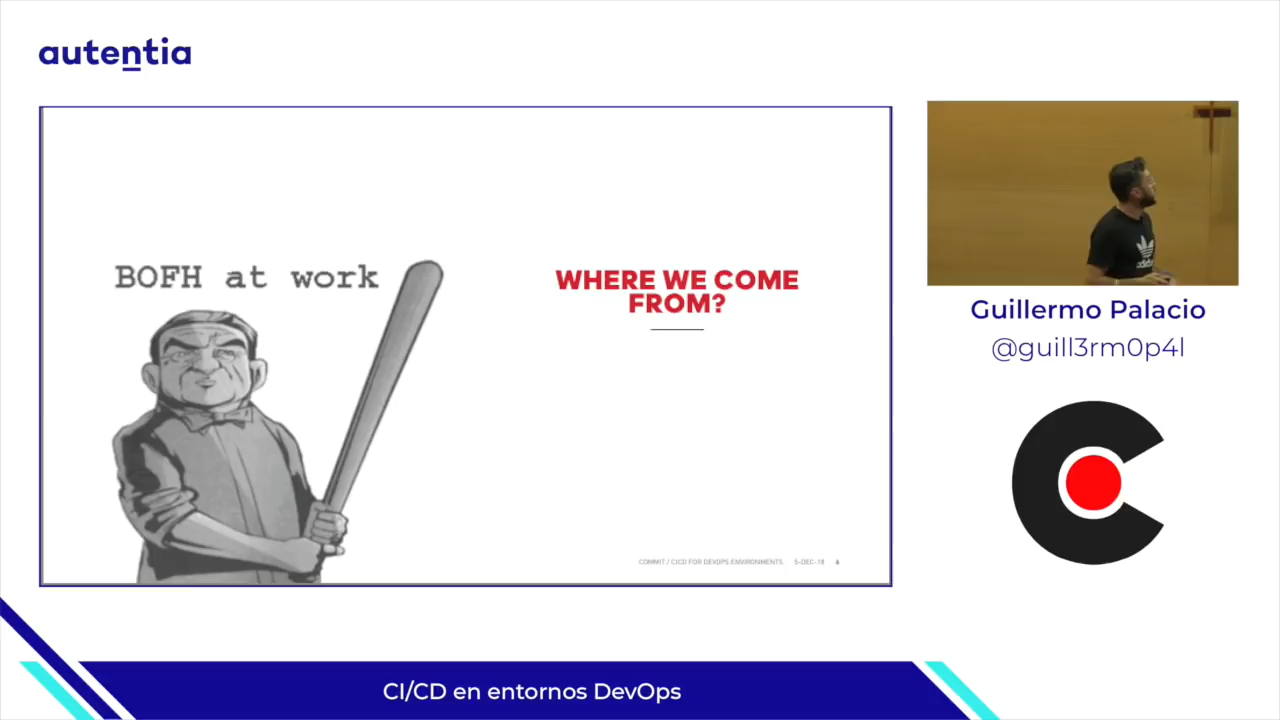 autentia
BOFH at work
WHERE WE COME
FROM?
COMMIT / CICD FOR DEVOPS ENVIRONMENTS 5-DEC-18 6
Guillermo Palacio
@guill3rm0p4l
CI/CD en entornos DevOps